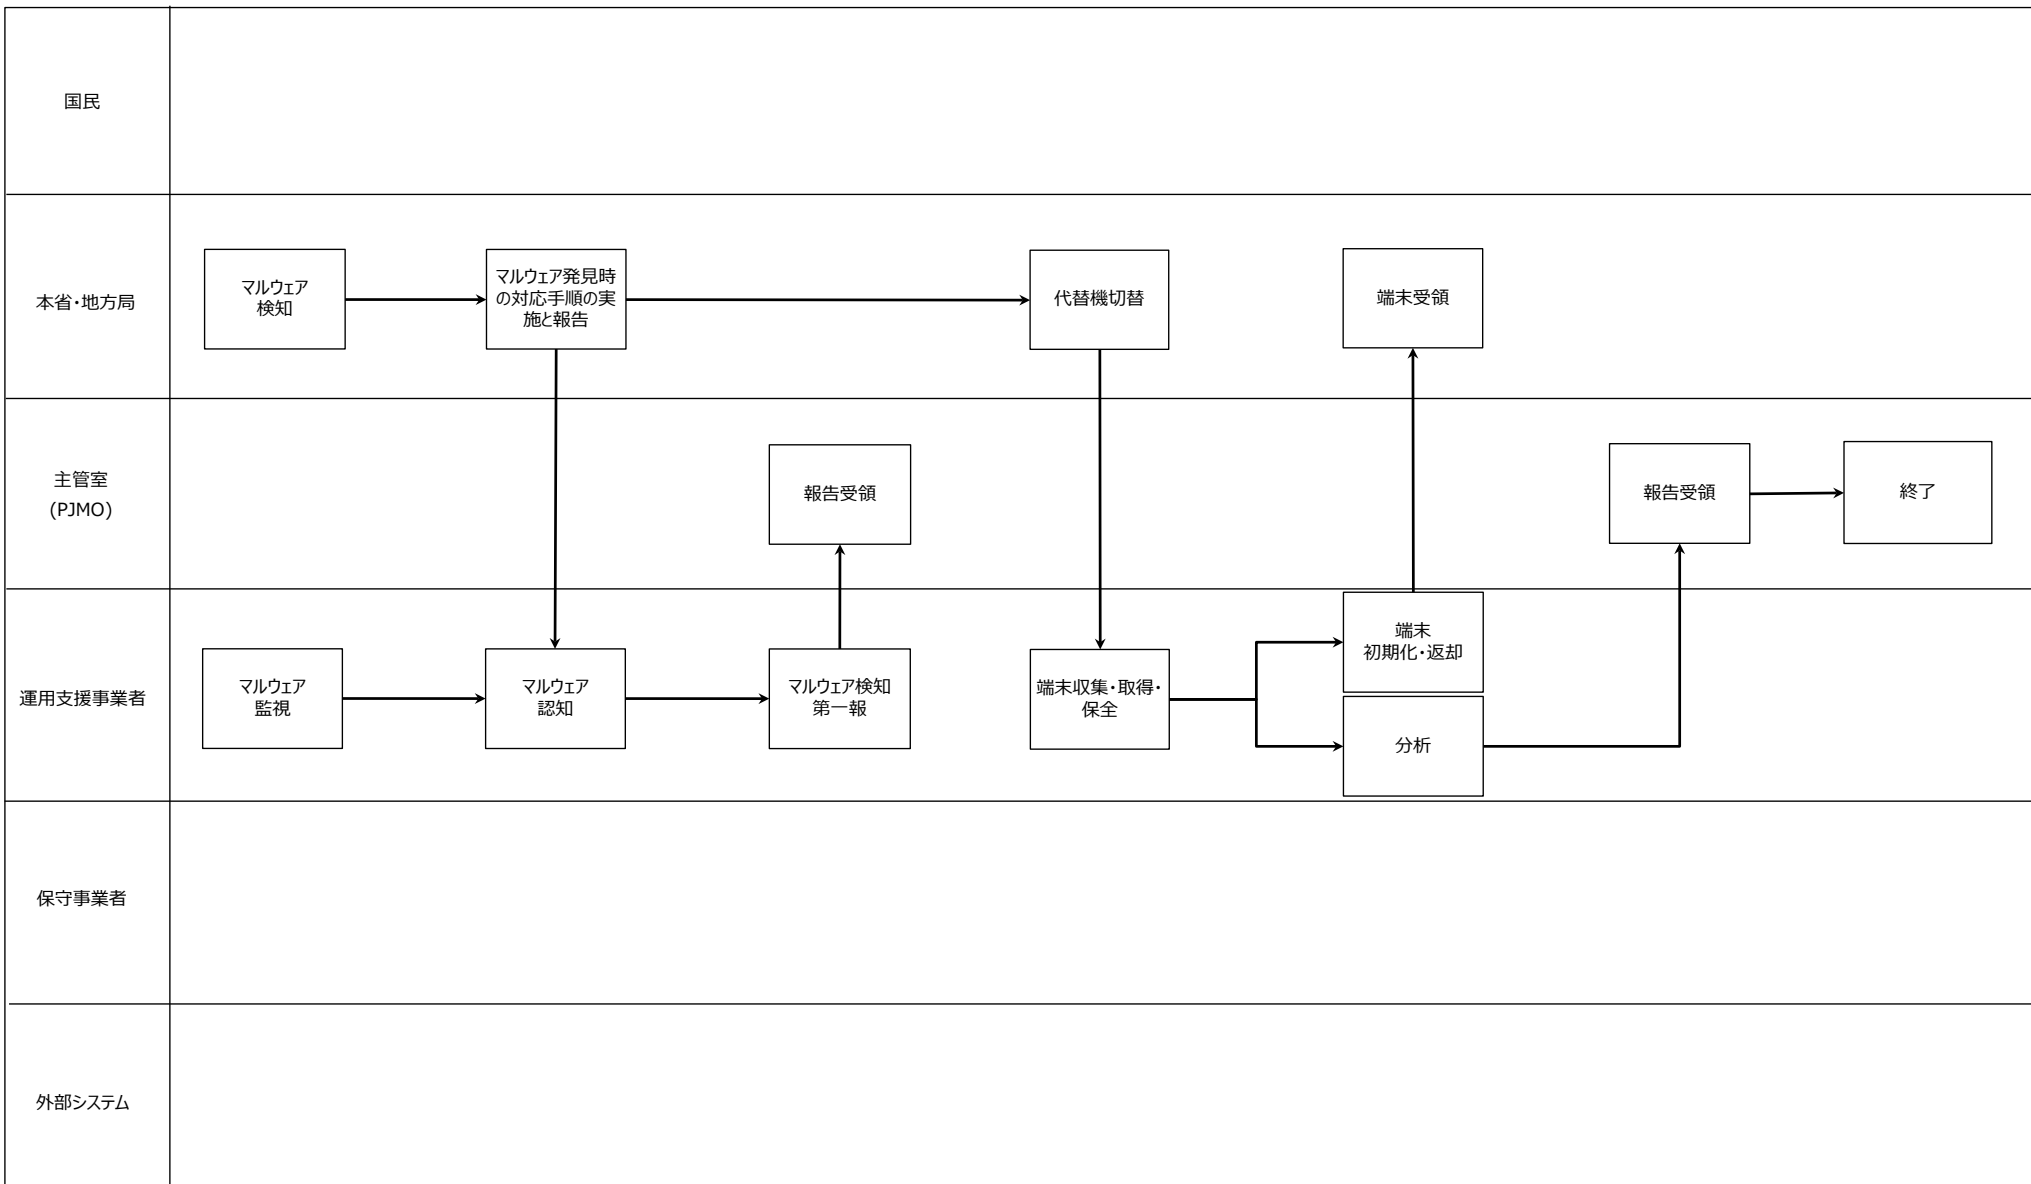 国民
本省・地方局
マルウェア
検知
マルウェア発見時
の対応手順の実
施と報告
代替機切替
端末受領
主管室
(PJMO)
報告受領
報告受領
終了
運用支援事業者
マルウェア
監視
マルウェア
認知
マルウェア検知
第一報
端末収集・取得・
保全
端末
初期化・返却
分析
保守事業者
外部システム